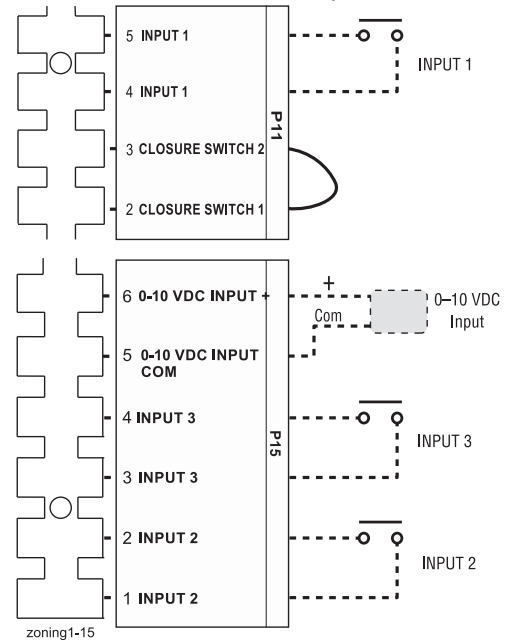 5 INPUT 1
INPUT 1
4 INPUT 1
P11
3 CLOSURE SWITCH 2
2 CLOSURE SWITCH 1
6 0-10 VDC INPUT +
+
0–10 VDC
Input
Com
5 0-10 VDC INPUT
COM
4 INPUT 3
P15
INPUT 3
3 INPUT 3
2 INPUT 2
INPUT 2
1 INPUT 2
zoning1-15